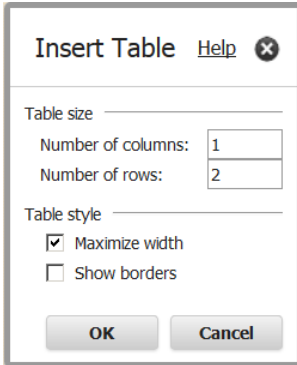 Insert Table Help
Table size
Number of columns: 1
Number of rows: 2
Table style
Maximize width
Show borders
OK Cancel